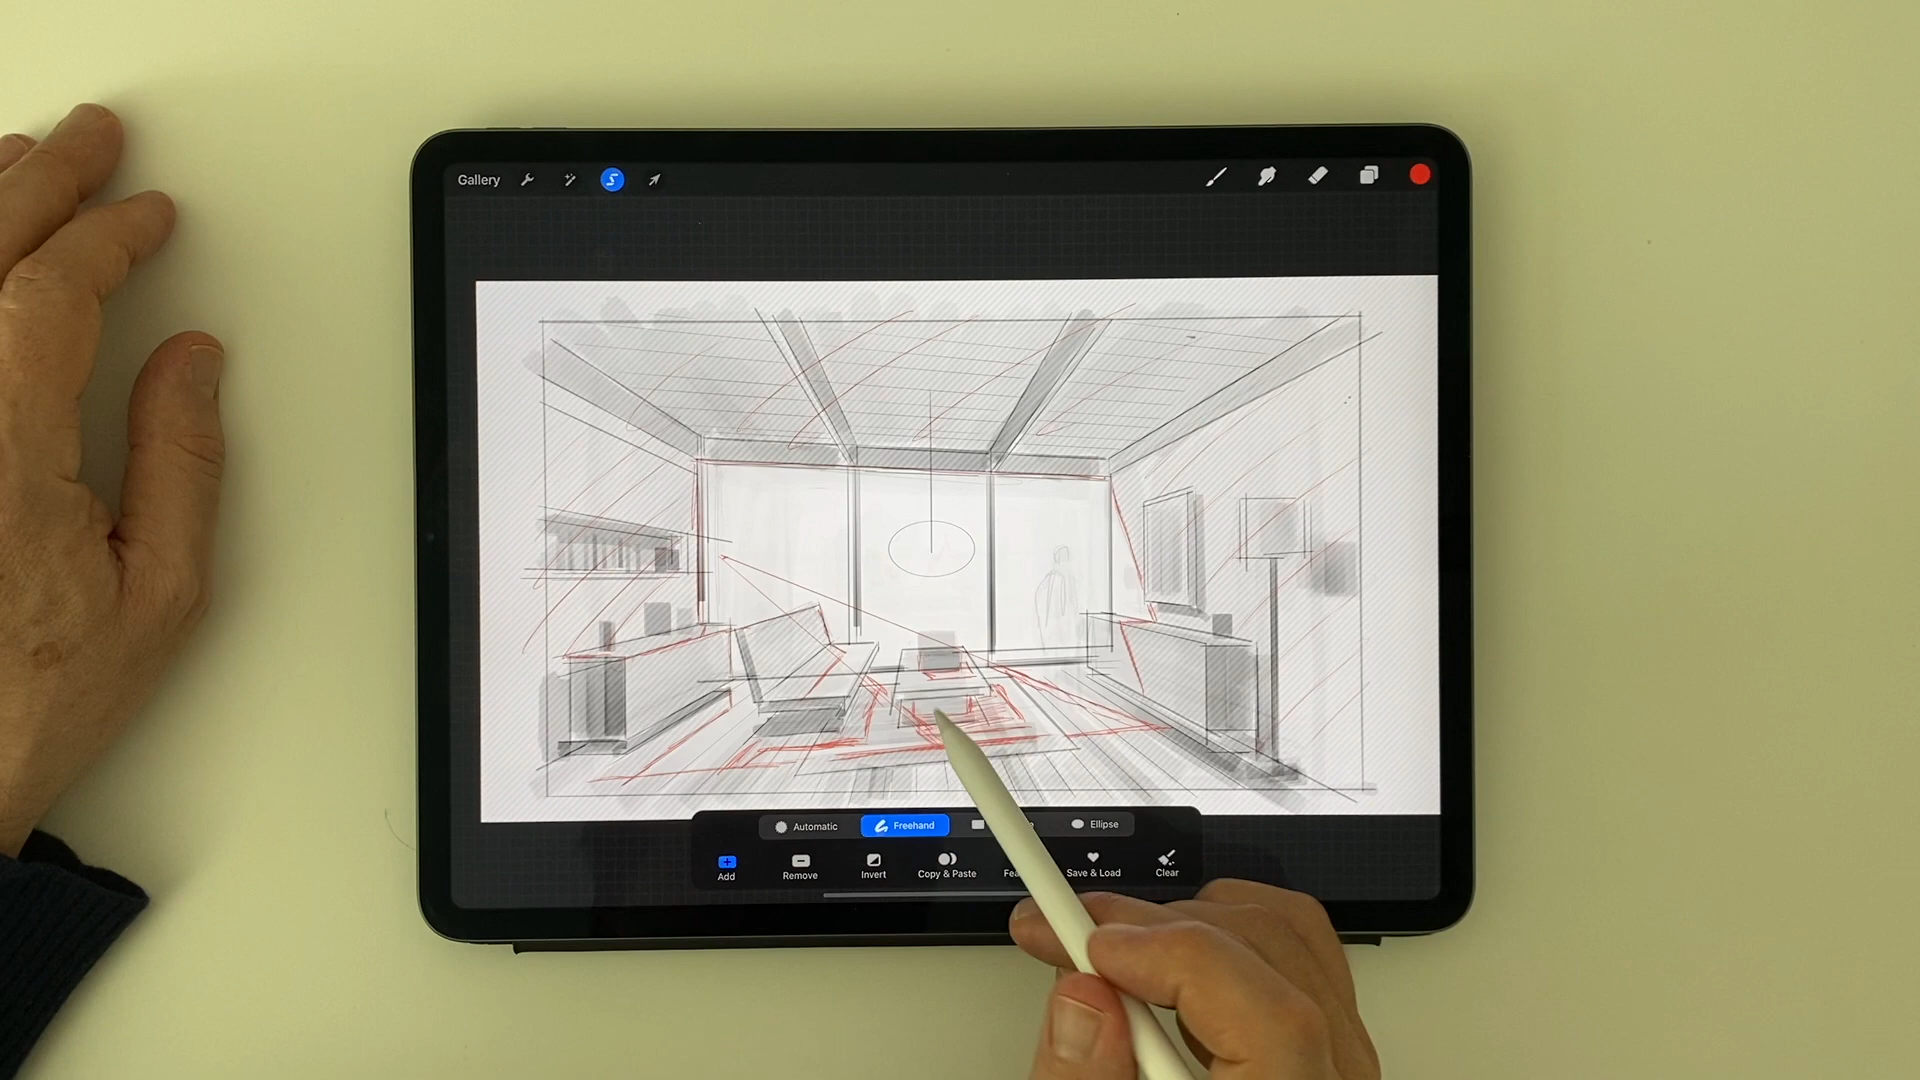 Gallery
Automatic Freehand Ellipse
Add Remove Invert Copy & Paste Save & Load Clear